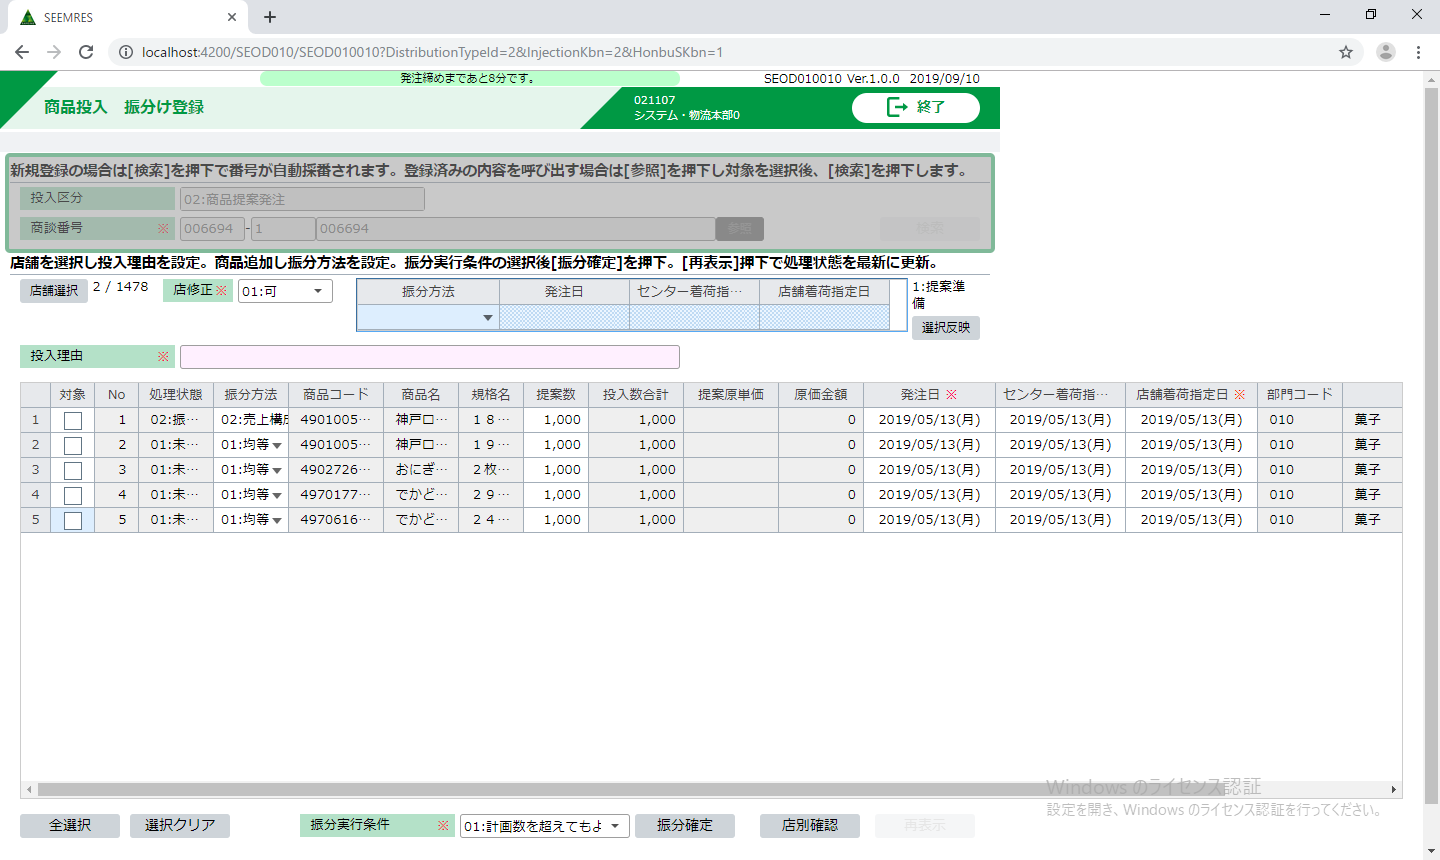 SEEMRES
localhost:4200/SEOD010/SEOD010010?DistributionTypeId=2&InjectionKbn=2&HonbuSKbn=1
発注締めまであと8分です。
SEOD010010 Ver.1.0.0 2019/09/10
商品投入 振分け登録
021107
システム・物流本部0
終了
新規登録の場合は[検索]を押下で番号が自動採番されます。登録済みの内容を呼び出す場合は[参照]を押下し対象を選択後、[検索]を押下します。
投入区分 02:商品提案発注
商談番号 ※ 006694 - 1 006694 参照 検索
店舗を選択し投入理由を設定。商品追加し振分方法を設定。振分実行条件の選択後[振分確定]を押下。[再表示]押下で処理状態を最新に更新。
店舗選択 2 / 1478 店修正※ 01:可
振分方法 発注日 センター着荷指… 店舗着荷指定日
1:提案準
備
選択反映
投入理由 ※
対象 No 処理状態 振分方法 商品コード 商品名 規格名 提案数 投入数合計 提案原単価 原価金額 発注日 ※ センター着荷指… 店舗着荷指定日 ※ 部門コード
1 1 02:振… 02:売上構成 4901005… 神戸ロ… １８… 1,000 1,000 0 2019/05/13(月) 2019/05/13(月) 2019/05/13(月) 010 菓子
2 2 01:未… 01:均等 4901005… 神戸ロ… １９… 1,000 1,000 0 2019/05/13(月) 2019/05/13(月) 2019/05/13(月) 010 菓子
3 3 01:未… 01:均等 4902726… おにぎ… ２枚… 1,000 1,000 0 2019/05/13(月) 2019/05/13(月) 2019/05/13(月) 010 菓子
4 4 01:未… 01:均等 4970177… でかど… ２９… 1,000 1,000 0 2019/05/13(月) 2019/05/13(月) 2019/05/13(月) 010 菓子
5 5 01:未… 01:均等 4970616… でかど… ２４… 1,000 1,000 0 2019/05/13(月) 2019/05/13(月) 2019/05/13(月) 010 菓子
Windows のライセンス認証
設定を開き、Windows のライセンス認証を行ってください。
全選択 選択クリア 振分実行条件 ※ 01:計画数を超えてもよ 振分確定 店別確認 再表示